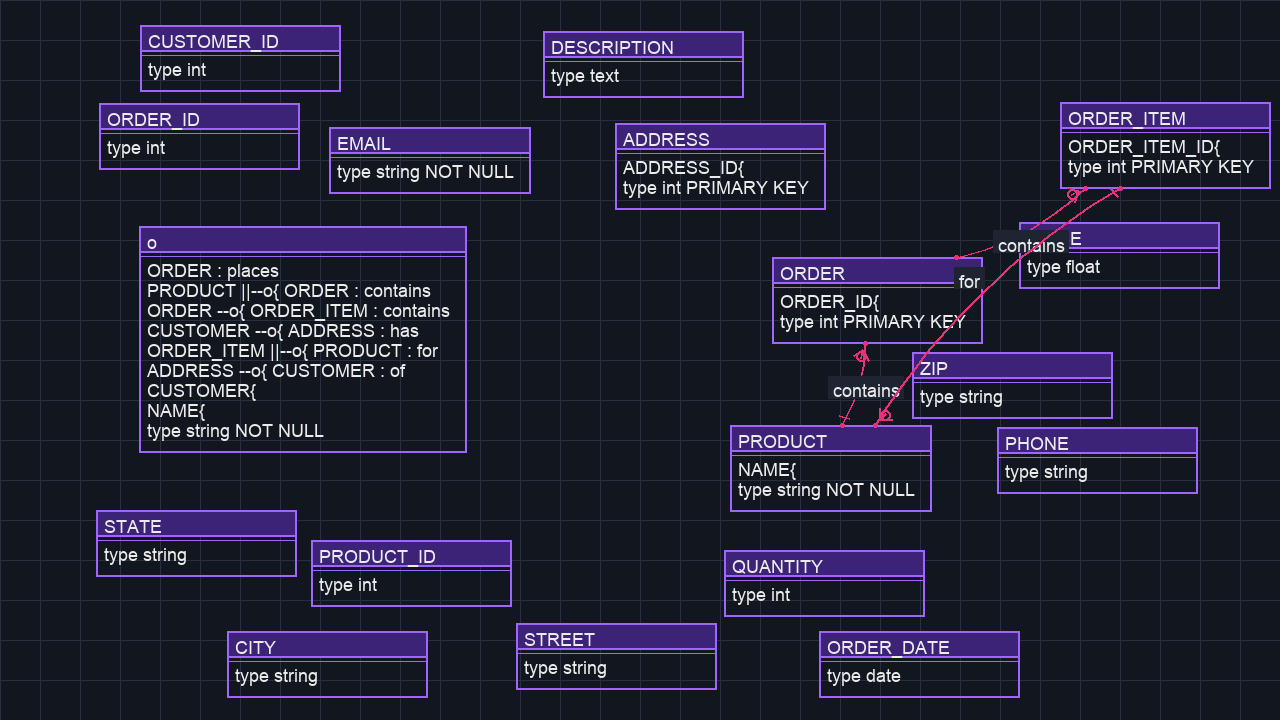 CUSTOMER_ID
type int
DESCRIPTION
type text
ORDER_ID
type int
EMAIL
type string NOT NULL
ADDRESS
ADDRESS_ID{
type int PRIMARY KEY
ORDER_ITEM
ORDER_ITEM_ID{
type int PRIMARY KEY
o
ORDER : places
PRODUCT ||--o{ ORDER : contains
ORDER --o{ ORDER_ITEM : contains
CUSTOMER --o{ ADDRESS : has
ORDER_ITEM ||--o{ PRODUCT : for
ADDRESS --o{ CUSTOMER : of
CUSTOMER{
NAME{
type string NOT NULL
contains
E
type float
ORDER
for
ORDER_ID{
type int PRIMARY KEY
ZIP
type string
contains
PRODUCT
NAME{
type string NOT NULL
PHONE
type string
STATE
type string
PRODUCT_ID
type int
QUANTITY
type int
CITY
type string
STREET
type string
ORDER_DATE
type date